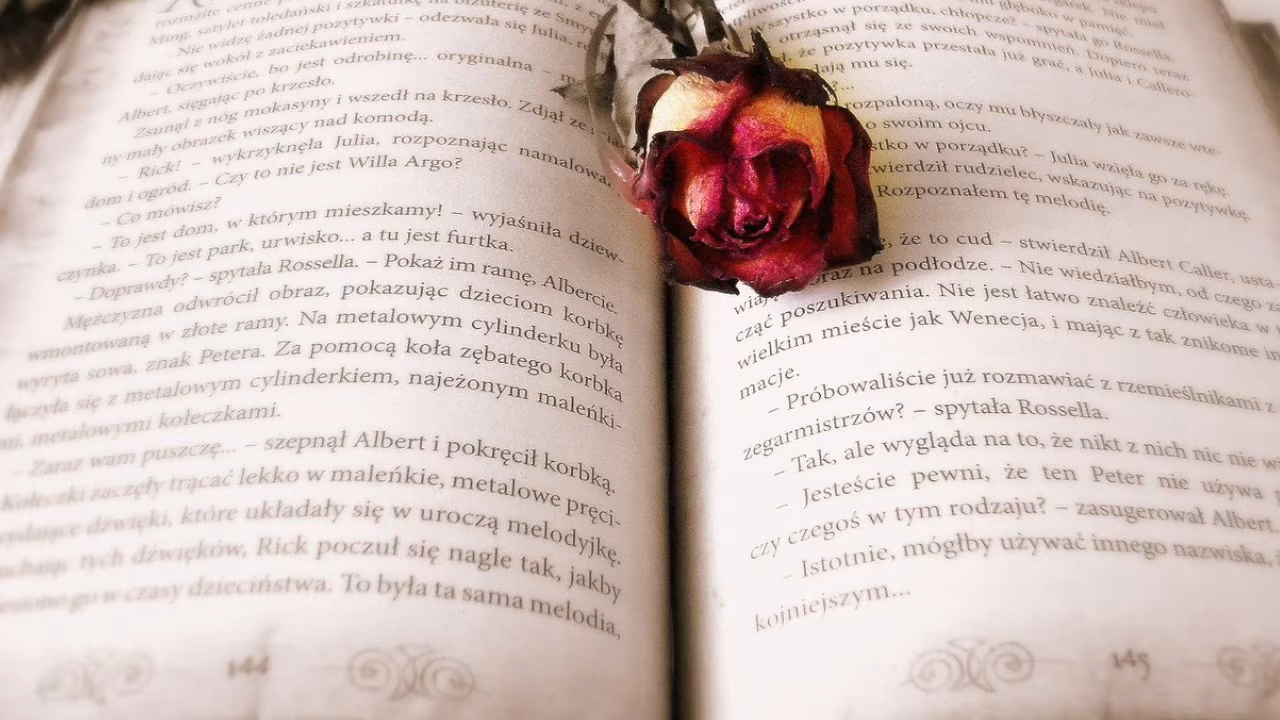 rozmaite cenne
Ming, sztylet toledański i szkatułkę na biżuterię ze Smy
– Nie widzę żadnej pozytywki – odezwała się Julia,
dając się wokół z zaciekawieniem.
– Oczywiście, bo jest odrobinę... oryginalna –
Albert, sięgając po krzesło.
Zsunął z nóg mokasyny i wszedł na krzesło. Zdjął ze
ny mały obrazek wiszący nad komodą.
– Rick! – wykrzyknęła Julia, rozpoznając namalowa.
dom i ogród. – Czy to nie jest Willa Argo?
– Co mówisz?
– To jest dom, w którym mieszkamy! – wyjaśniła dziew-
czynka. – To jest park, urwisko... a tu jest furtka.
– Doprawdy? – spytała Rossella. – Pokaż im ramę, Albercie.
Mężczyzna odwrócił obraz, pokazując dzieciom korbkę
wmontowaną w złote ramy. Na metalowym cylinderku była
wyryta sowa, znak Petera. Za pomocą koła zębatego korbka
łączyła się z metalowym cylinderkiem, najeżonym maleńki-
mi, metalowymi kołeczkami.
– Zaraz wam puszczę... – szepnął Albert i pokręcił korbką.
Kołeczki zaczęły trącać lekko w maleńkie, metalowe pręci-
wydające dźwięki, które układały się w uroczą melodyjkę.
tych dźwięków, Rick poczuł się nagle tak, jakby
go w czasy dzieciństwa. To była ta sama melodia,
144
głęboko w pamięć.
wszystko w porządku, chłopcze? – spytała go Rossella.
otrząsnął się ze swoich wspomnień. Dopiero teraz
że pozytywka przestała już grać, a Julia i Callero-
dają mu się.
rozpaloną, oczy mu błyszczały jak zawsze wte-
o swoim ojcu.
stko w porządku? – Julia wzięła go za rękę.
twierdził rudzielec, wskazując na pozytywkę.
Rozpoznałem tę melodię.
że to cud – stwierdził Albert Caller, usta-
wiając obraz na podłodze. – Nie wiedziałbym, od czego za
cząć poszukiwania. Nie jest łatwo znaleźć człowieka w
wielkim mieście jak Wenecja, i mając z tak znikome in
macje.
– Próbowaliście już rozmawiać z rzemieślnikami z
zegarmistrzów? – spytała Rossella.
– Tak, ale wygląda na to, że nikt z nich nic nie w
– Jesteście pewni, że ten Peter nie używa
czy czegoś w tym rodzaju? – zasugerował Albert.
– Istotnie, mógłby używać innego nazwiska,
kojniejszym...
145